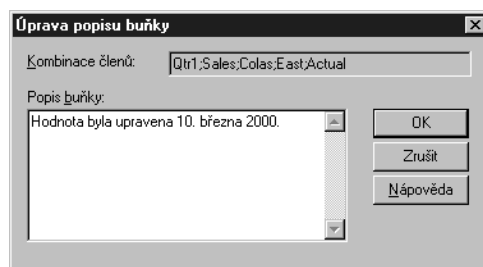 Úprava popisu buňky
Kombinace členů: Qtr1;Sales;Colas;East;Actual
Popis buňky:
Hodnota byla upravena 10. března 2000.
OK
Zrušit
Nápověda